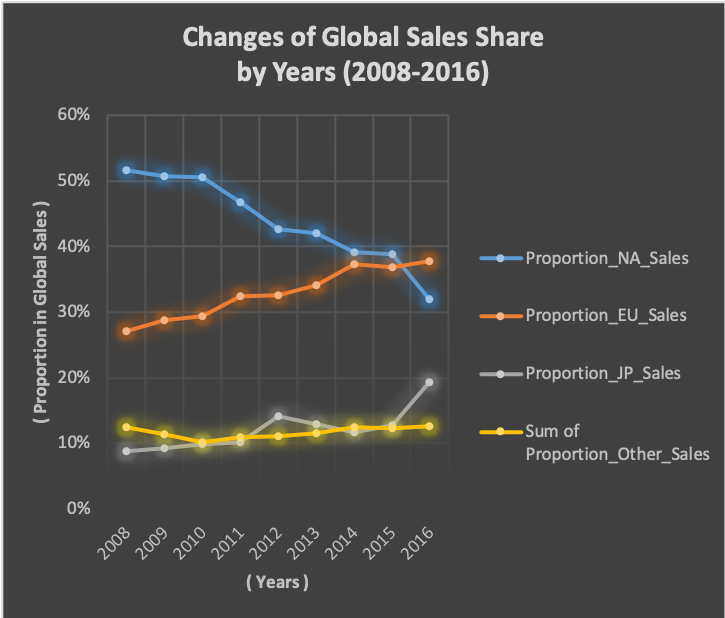 Changes of Global Sales Share
by Years (2008-2016)
( Proportion in Global Sales )
60%
50%
40%
30%
20%
10%
0%
2008
2009
2010
2011
2012
2013
2014
2015
2016
( Years )
Proportion_NA_Sales
Proportion_EU_Sales
Proportion_JP_Sales
Sum of
Proportion_Other_Sales